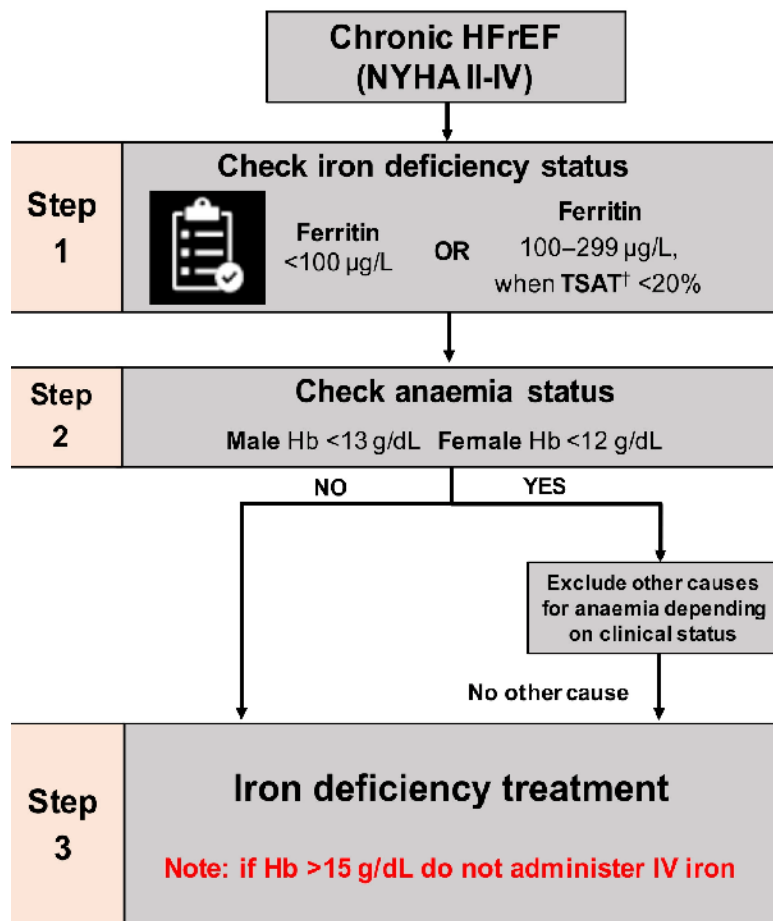 Chronic HFrEF
(NYHA II-IV)
Step
1
Check iron deficiency status
Ferritin
<100 µg/L
OR
Ferritin
100–299 µg/L,
when TSAT† <20%
Step
2
Check anaemia status
Male Hb <13 g/dL Female Hb <12 g/dL
NO
YES
Exclude other causes
for anaemia depending
on clinical status
No other cause
Step
3
Iron deficiency treatment
Note: if Hb >15 g/dL do not administer IV iron